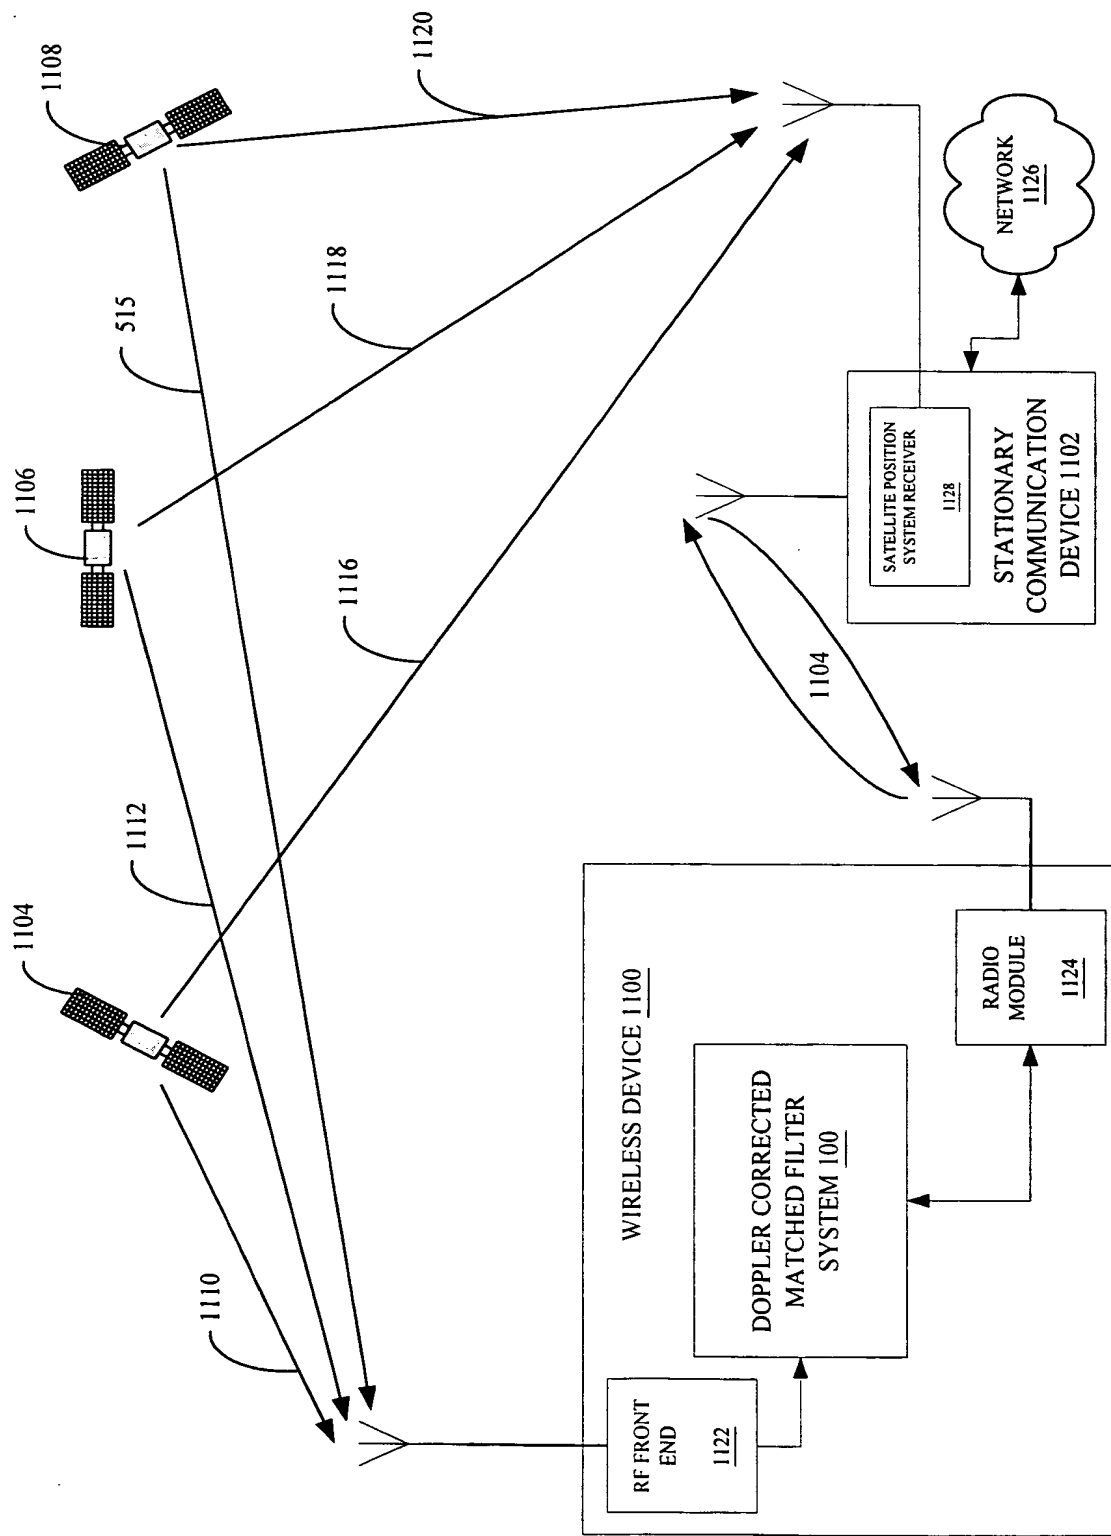 1108
1120
515
1106
1118
1112
1116
1104
1110
1104
NETWORK
1126
SATELLITE POSITION
SYSTEM RECEIVER
1128
STATIONARY
COMMUNICATION
DEVICE 1102
WIRELESS DEVICE 1100
RADIO
MODULE
1124
DOPPLER CORRECTED
MATCHED FILTER
SYSTEM 100
RF FRONT
END
1122